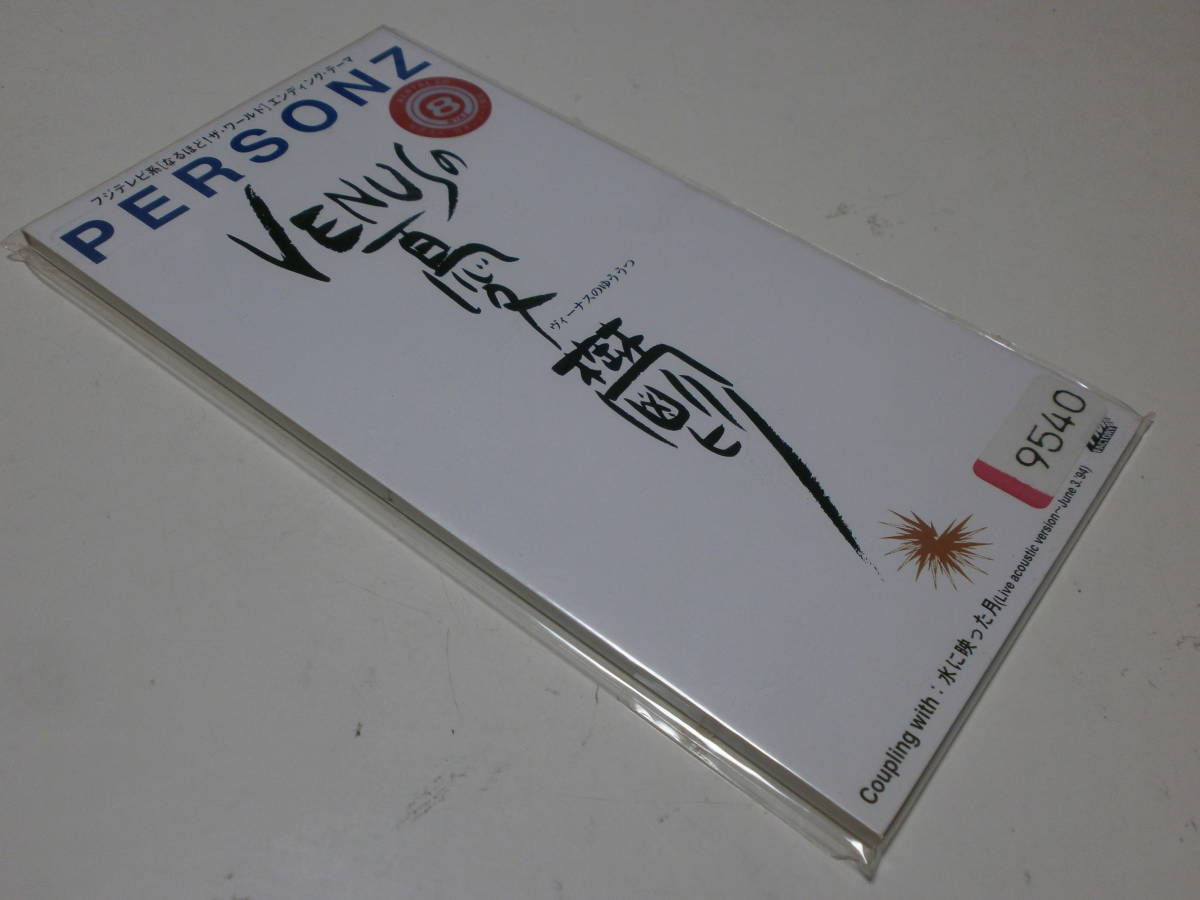 フジテレビ系「なるほど!ザ・ワールド」エンディング・テーマ
PERSONZ
8
VENUSの
憂
鬱
ヴィーナスのゆううつ
9540
Coupling with : 水に映った月(Live acoustic version〜June.3.'94)